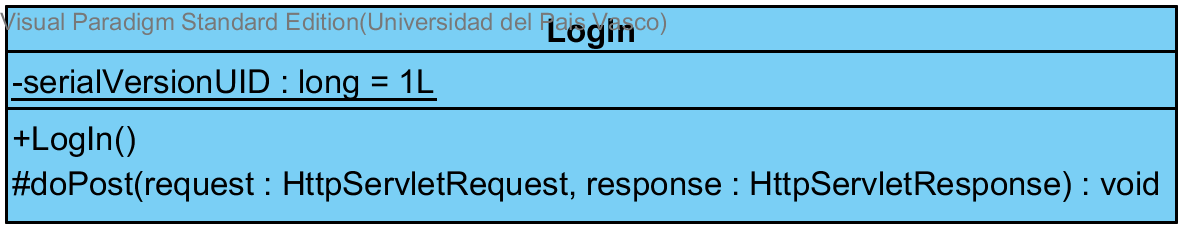 Visual Paradigm Standard Edition(Universidad del Pais Vasco)
LogIn
-serialVersionUID : long = 1L
+LogIn()
#doPost(request : HttpServletRequest, response : HttpServletResponse) : void